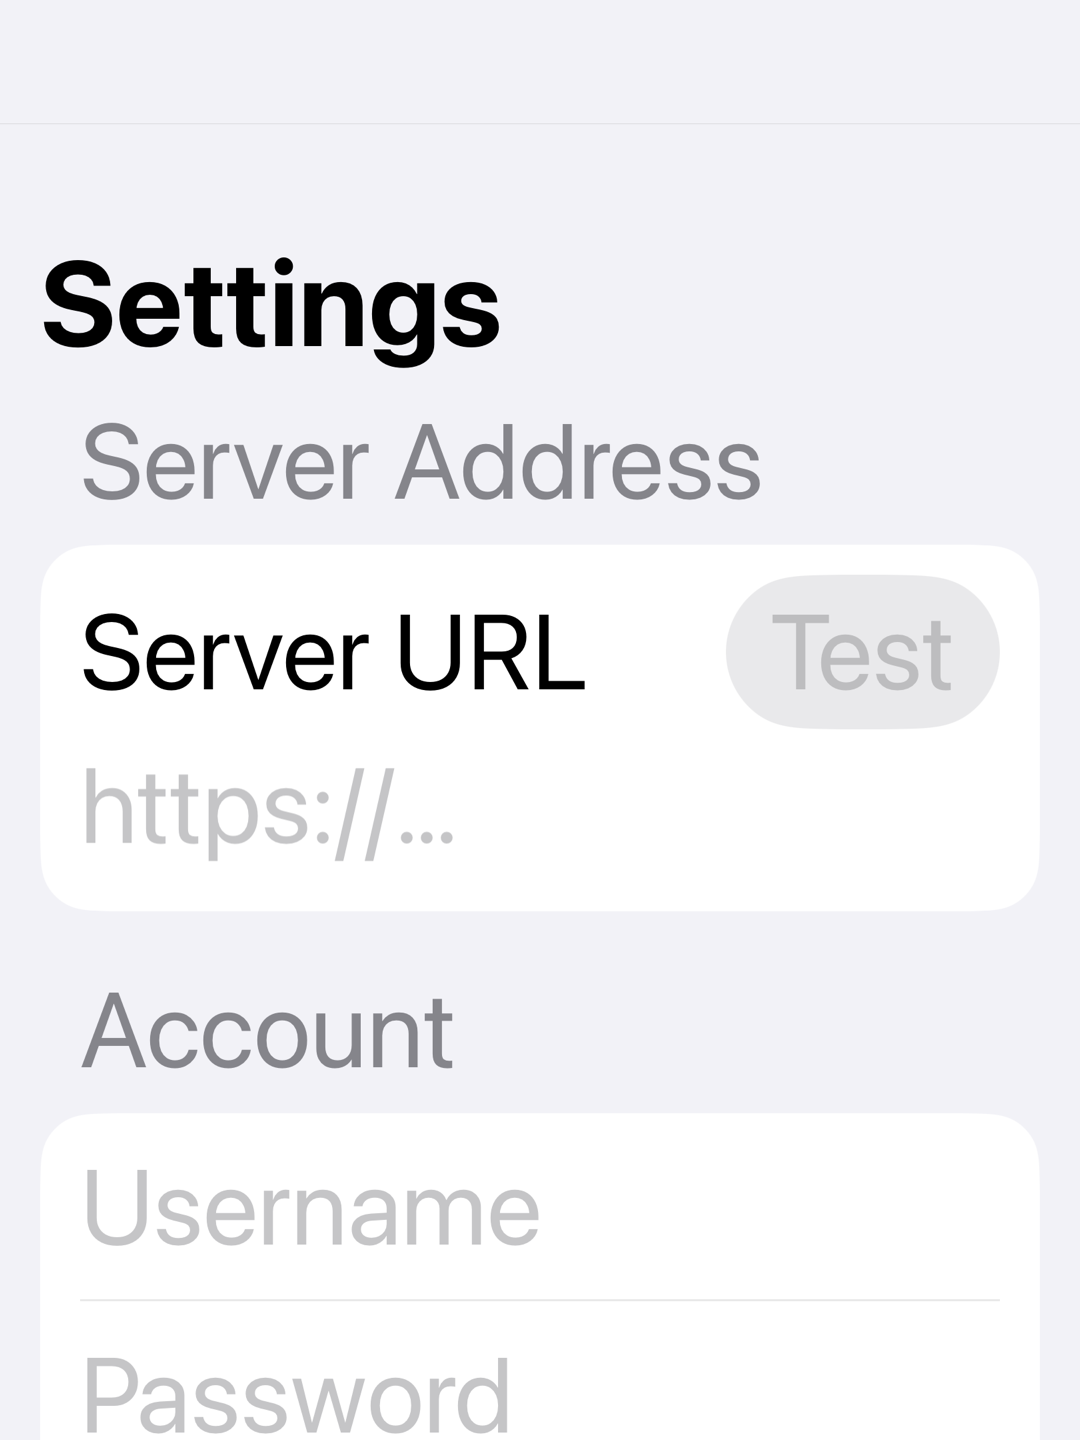 Settings
Server Address
Server URL Test
https://...
Account
Username
Password